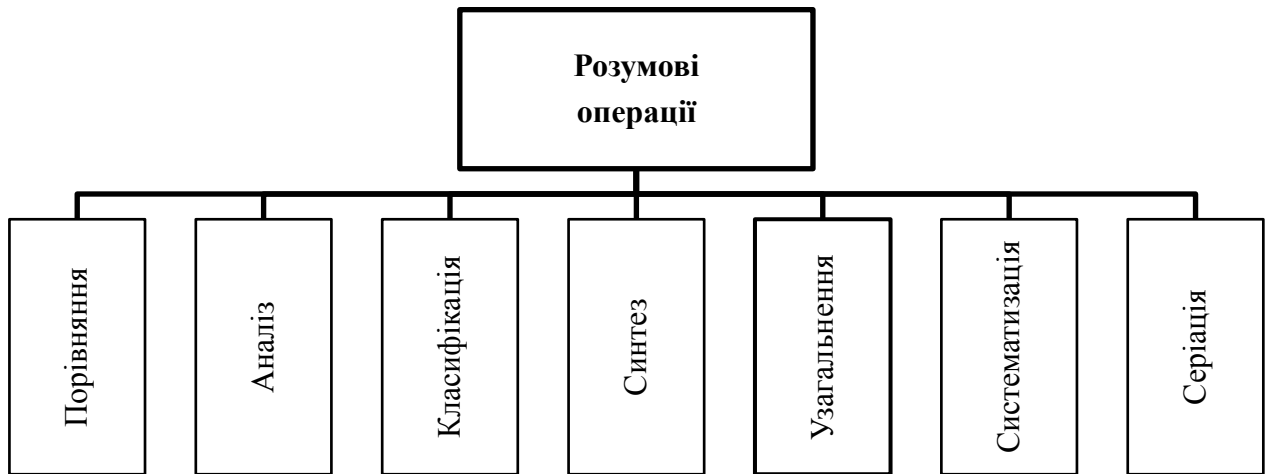 Розумові
операції
Порівняння
Аналіз
Класифікація
Синтез
Узагальнення
Систематизація
Серіація